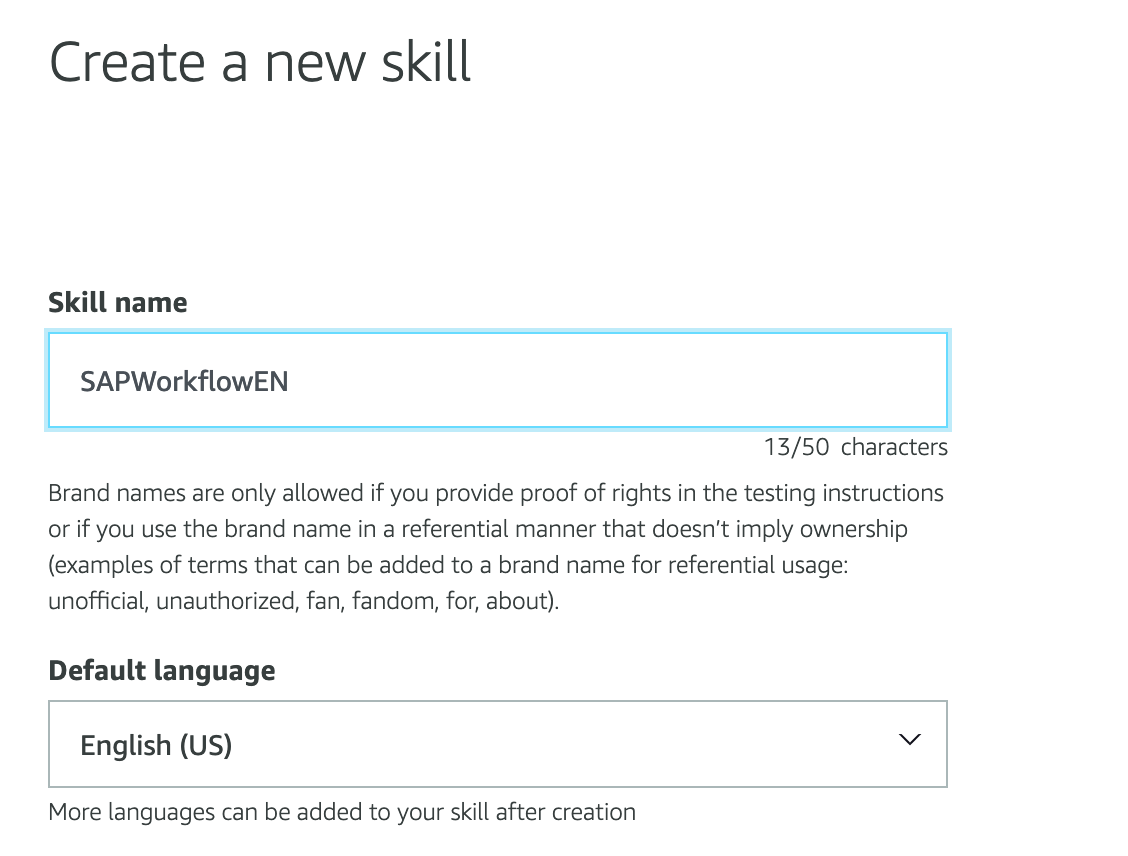 Create a new skill
Skill name
SAPWorkflowEN
13/50 characters
Brand names are only allowed if you provide proof of rights in the testing instructions
or if you use the brand name in a referential manner that doesn’t imply ownership
(examples of terms that can be added to a brand name for referential usage:
unofficial, unauthorized, fan, fandom, for, about).
Default language
English (US)
More languages can be added to your skill after creation